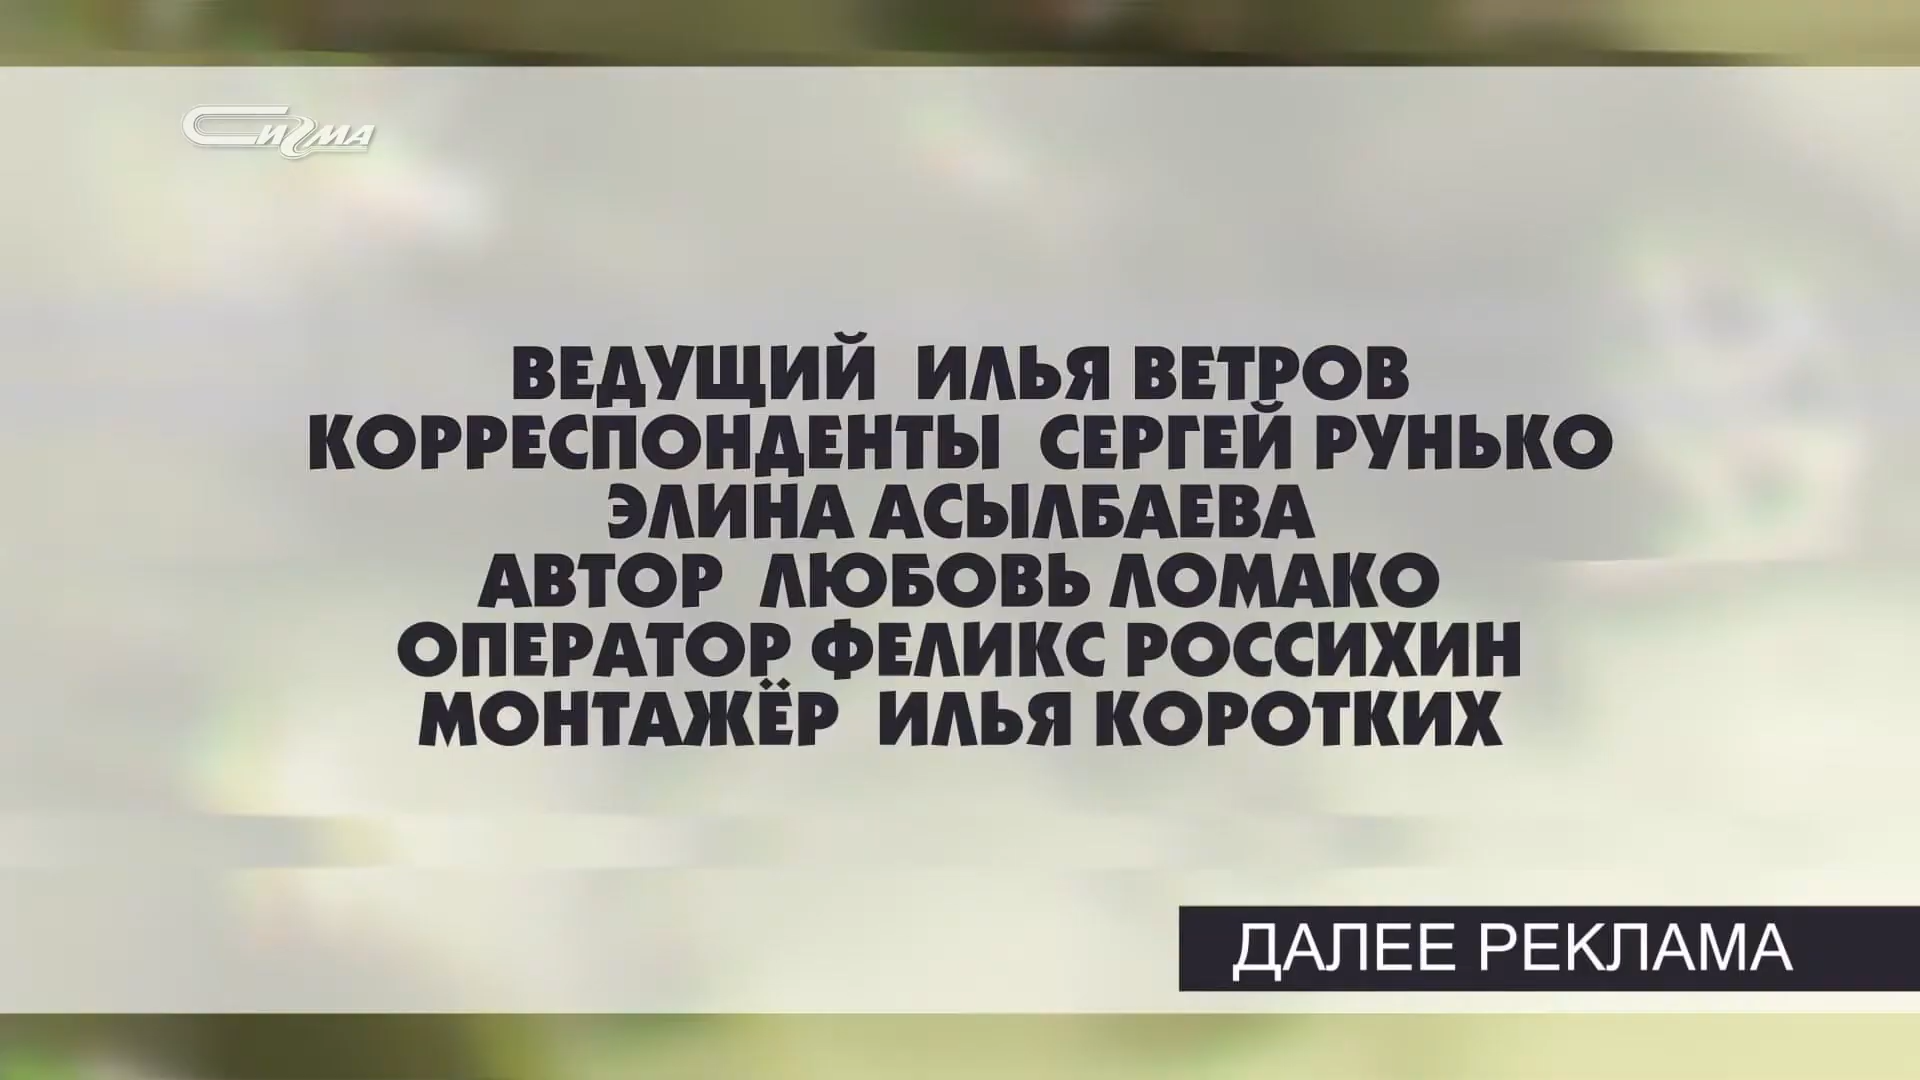 Сигма
ВЕДУЩИЙ ИЛЬЯ ВЕТРОВ
КОРРЕСПОНДЕНТЫ СЕРГЕЙ РУНЬКО
ЭЛИНА АСЫЛБАЕВА
АВТОР ЛЮБОВЬ ЛОМАКО
ОПЕРАТОР ФЕЛИКС РОССИХИН
МОНТАЖЁР ИЛЬЯ КОРОТКИХ
ДАЛЕЕ РЕКЛАМА